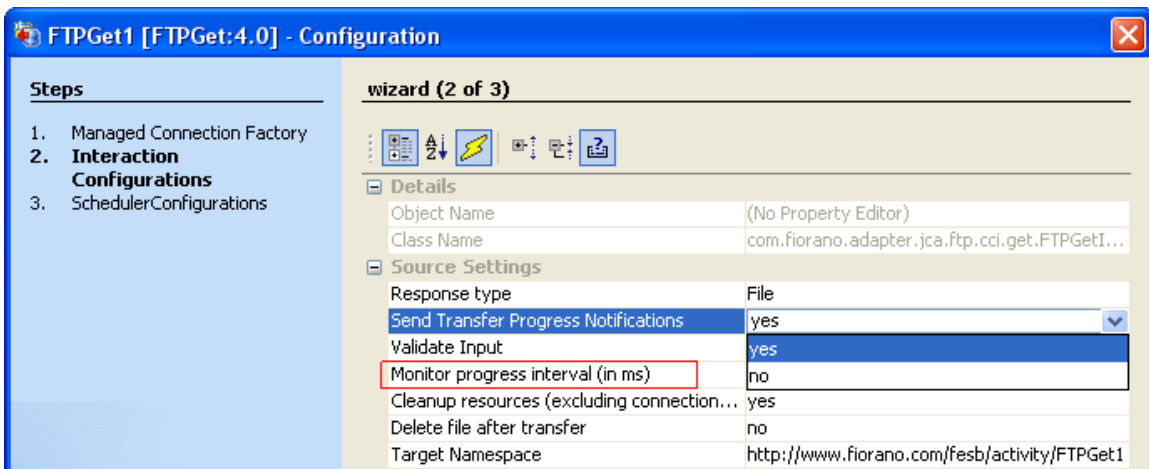 FTPGet1 [FTPGet:4.0] - Configuration
Steps
1. Managed Connection Factory
2. Interaction
Configurations
3. SchedulerConfigurations
wizard (2 of 3)
Details
Object Name (No Property Editor)
Class Name com.fiorano.adapter.jca.ftp.cci.get.FTPGetI...
Source Settings
Response type File
Send Transfer Progress Notifications yes
Validate Input yes
Monitor progress interval (in ms) no
Cleanup resources (excluding connection... yes
Delete file after transfer no
Target Namespace http://www.fiorano.com/fesb/activity/FTPGet1